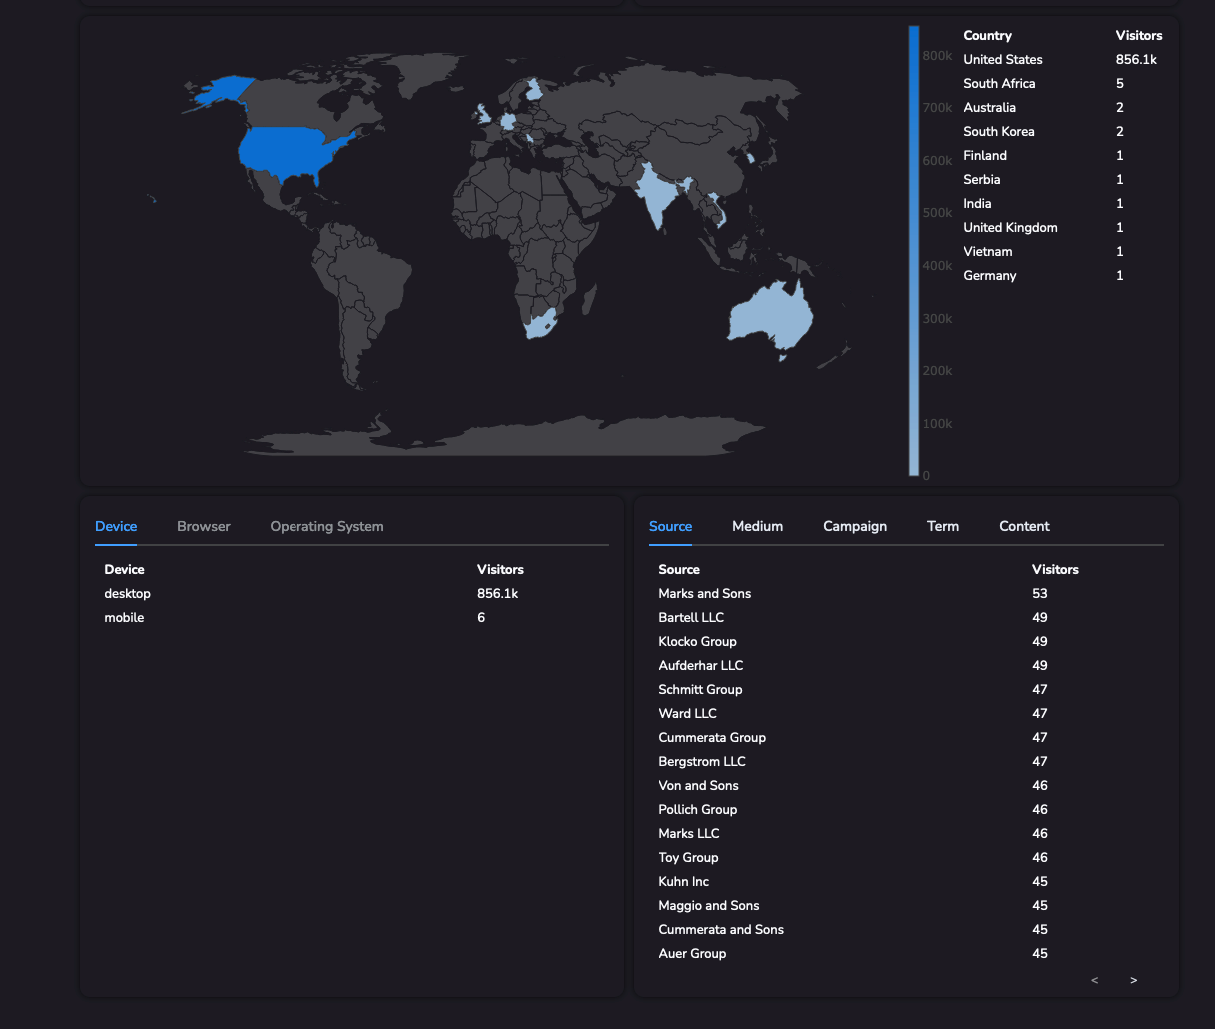 Country Visitors
United States 856.1k
South Africa 5
Australia 2
South Korea 2
Finland 1
Serbia 1
India 1
United Kingdom 1
Vietnam 1
Germany 1
800k
700k
600k
500k
400k
300k
200k
100k
0
Device Browser Operating System
Device Visitors
desktop 856.1k
mobile 6
Source Medium Campaign Term Content
Source Visitors
Marks and Sons 53
Bartell LLC 49
Klocko Group 49
Aufderhar LLC 49
Schmitt Group 47
Ward LLC 47
Cummerata Group 47
Bergstrom LLC 47
Von and Sons 46
Pollich Group 46
Marks LLC 46
Toy Group 46
Kuhn Inc 45
Maggio and Sons 45
Cummerata and Sons 45
Auer Group 45
< >